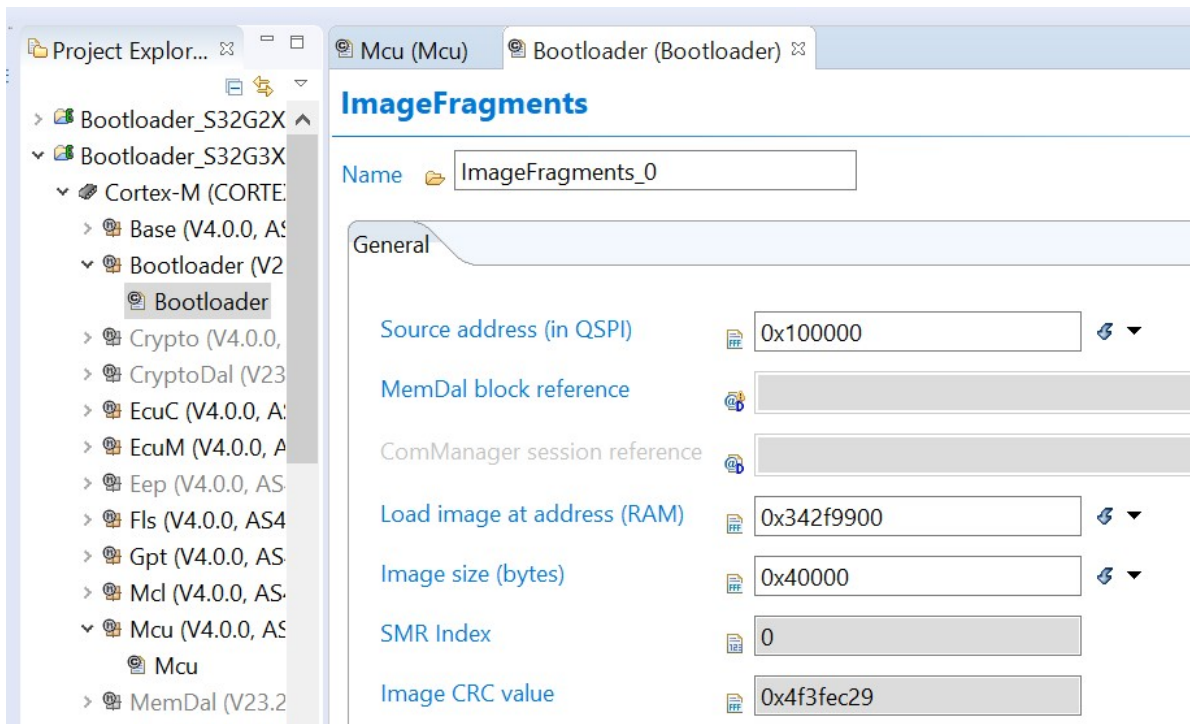 Project Explor...
Bootloader_S32G2X
Bootloader_S32G3X
Cortex-M (CORTE
Base (V4.0.0, AS
Bootloader (V2
Bootloader
Crypto (V4.0.0,
CryptoDal (V23
EcuC (V4.0.0, A
EcuM (V4.0.0, A
Eep (V4.0.0, AS
Fls (V4.0.0, AS4
Gpt (V4.0.0, AS
Mcl (V4.0.0, AS
Mcu (V4.0.0, AS
Mcu
MemDal (V23.2
Mcu (Mcu)
Bootloader (Bootloader)
ImageFragments
Name ImageFragments_0
General
Source address (in QSPI) 0x100000
MemDal block reference
ComManager session reference
Load image at address (RAM) 0x342f9900
Image size (bytes) 0x40000
SMR Index 0
Image CRC value 0x4f3fec29